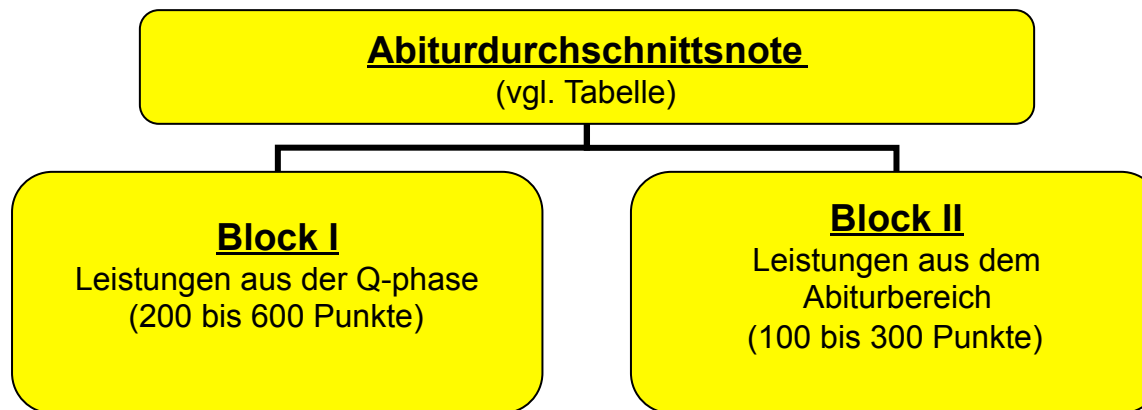 Abiturdurchschnittsnote
(vgl. Tabelle)
Block I
Leistungen aus der Q-phase
(200 bis 600 Punkte)
Block II
Leistungen aus dem
Abiturbereich
(100 bis 300 Punkte)